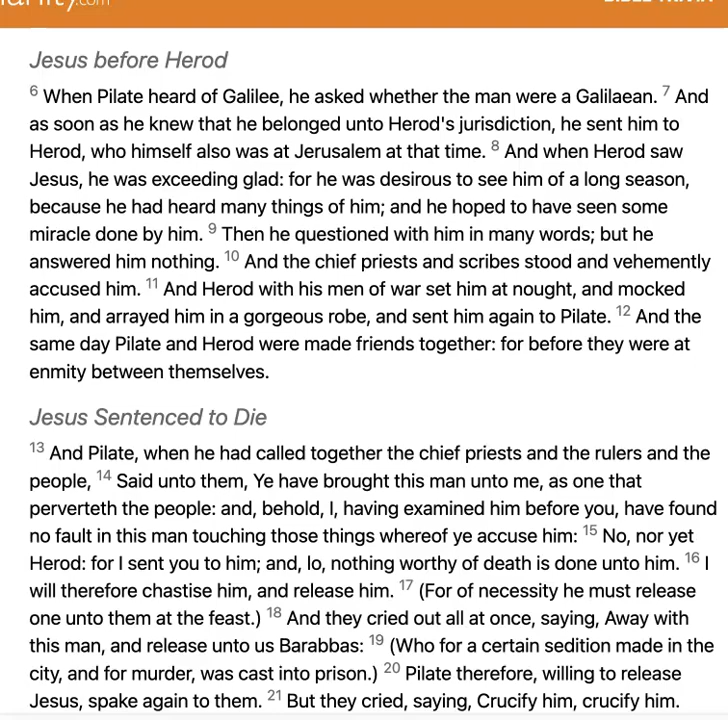 .com
Jesus before Herod
6 When Pilate heard of Galilee, he asked whether the man were a Galilaean. 7 And
as soon as he knew that he belonged unto Herod's jurisdiction, he sent him to
Herod, who himself also was at Jerusalem at that time. 8 And when Herod saw
Jesus, he was exceeding glad: for he was desirous to see him of a long season,
because he had heard many things of him; and he hoped to have seen some
miracle done by him. 9 Then he questioned with him in many words; but he
answered him nothing. 10 And the chief priests and scribes stood and vehemently
accused him. 11 And Herod with his men of war set him at nought, and mocked
him, and arrayed him in a gorgeous robe, and sent him again to Pilate. 12 And the
same day Pilate and Herod were made friends together: for before they were at
enmity between themselves.
Jesus Sentenced to Die
13 And Pilate, when he had called together the chief priests and the rulers and the
people, 14 Said unto them, Ye have brought this man unto me, as one that
perverteth the people: and, behold, I, having examined him before you, have found
no fault in this man touching those things whereof ye accuse him: 15 No, nor yet
Herod: for I sent you to him; and, lo, nothing worthy of death is done unto him. 16 I
will therefore chastise him, and release him. 17 (For of necessity he must release
one unto them at the feast.) 18 And they cried out all at once, saying, Away with
this man, and release unto us Barabbas: 19 (Who for a certain sedition made in the
city, and for murder, was cast into prison.) 20 Pilate therefore, willing to release
Jesus, spake again to them. 21 But they cried, saying, Crucify him, crucify him.